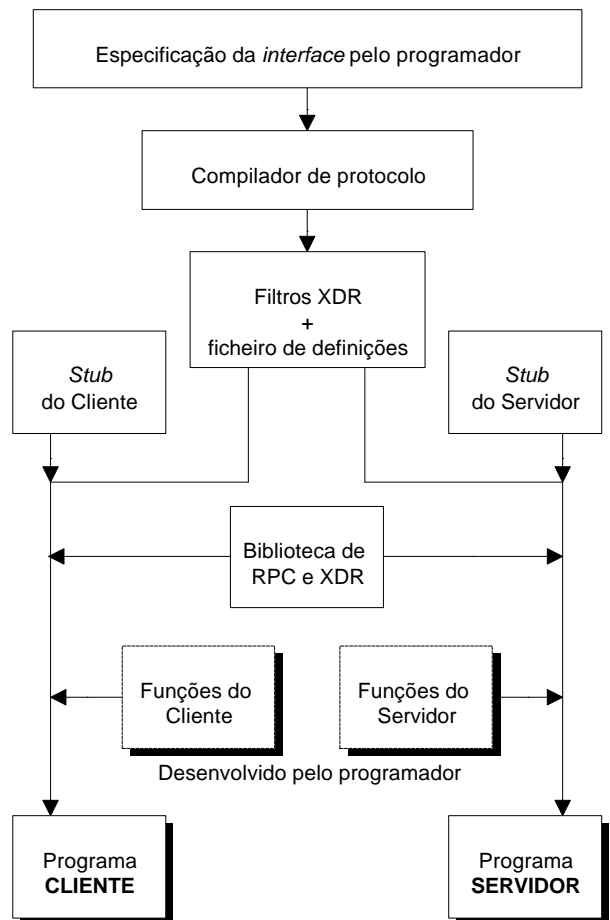 Especificação da interface pelo programador
Compilador de protocolo
Filtros XDR
+
ficheiro de definições
Stub
do Cliente
Stub
do Servidor
Biblioteca de
RPC e XDR
Funções do
Cliente
Funções do
Servidor
Desenvolvido pelo programador
Programa
CLIENTE
Programa
SERVIDOR